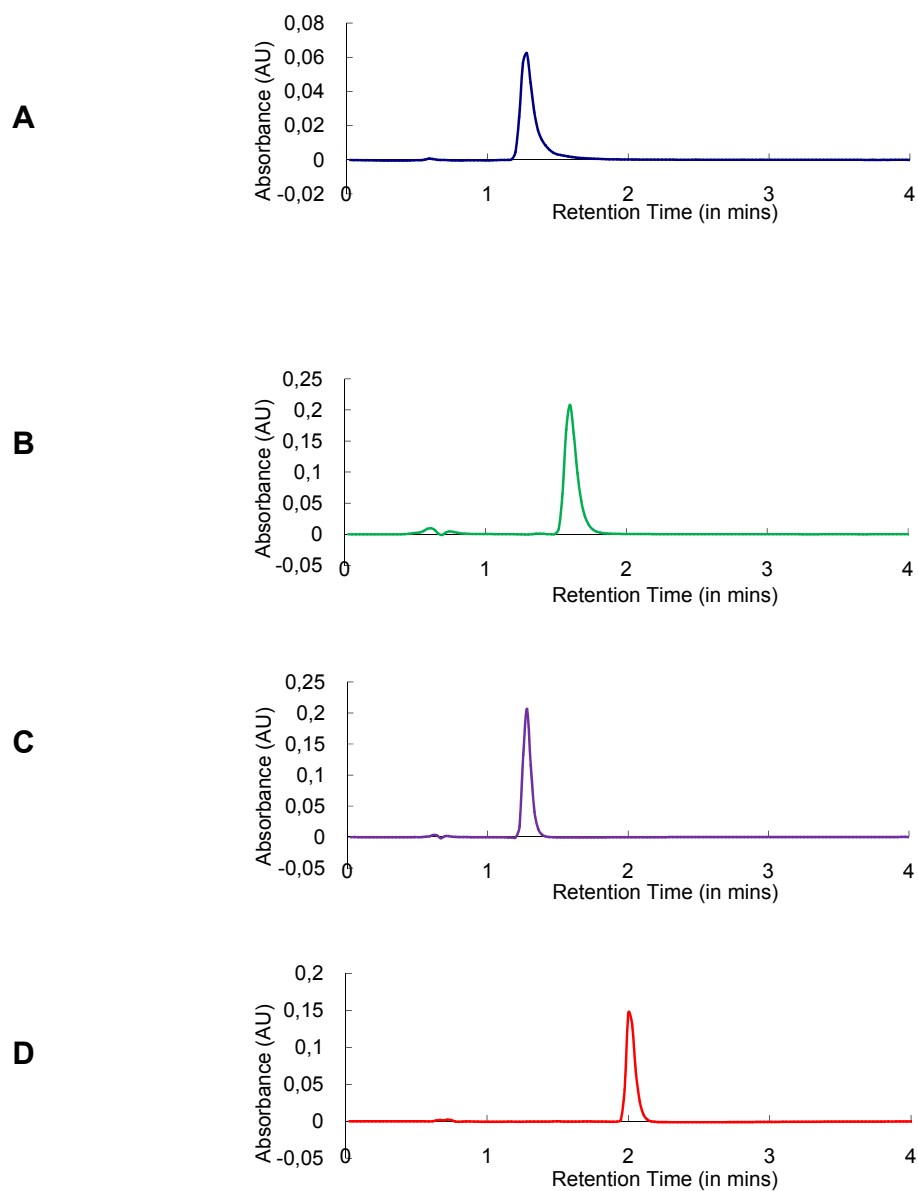 A
Absorbance (AU)
0,08
0,06
0,04
0,02
0
-0,02
0 1 2 3 4
Retention Time (in mins)
B
Absorbance (AU)
0,25
0,2
0,15
0,1
0,05
0
-0,05
0 1 2 3 4
Retention Time (in mins)
C
Absorbance (AU)
0,25
0,2
0,15
0,1
0,05
0
-0,05
0 1 2 3 4
Retention Time (in mins)
D
Absorbance (AU)
0,2
0,15
0,1
0,05
0
-0,05
0 1 2 3 4
Retention Time (in mins)